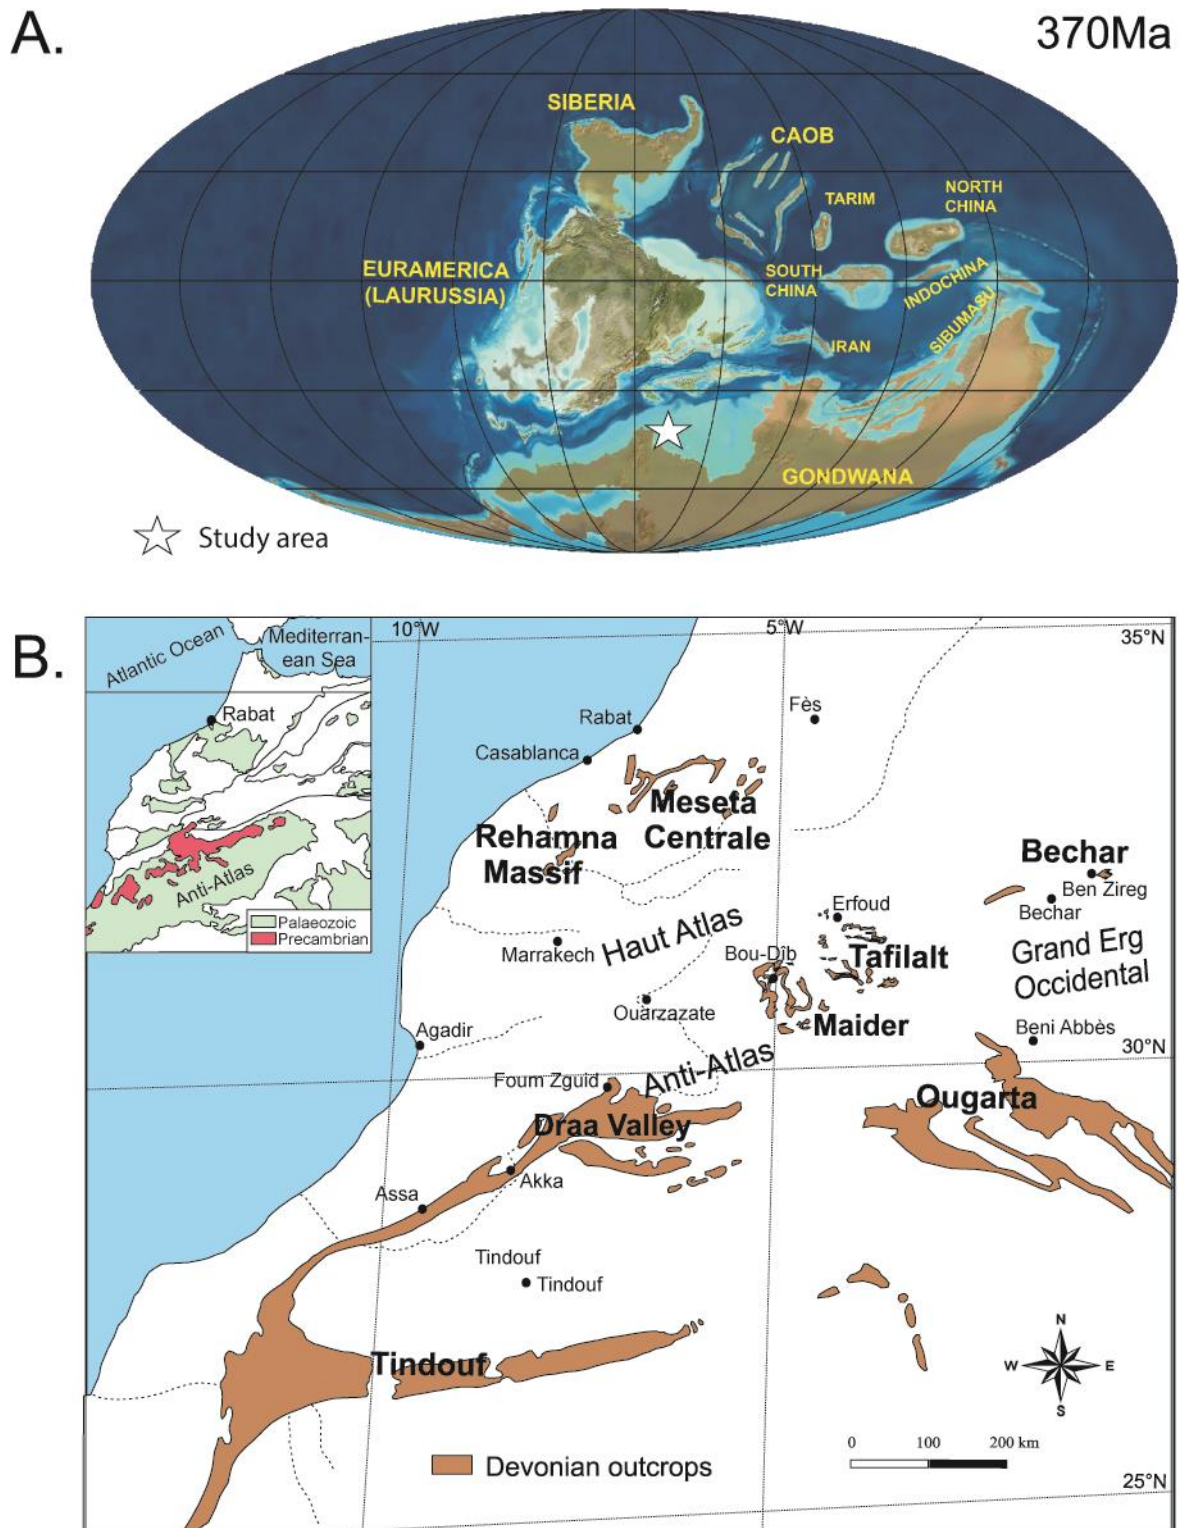 A.
370Ma
SIBERIA
CAOB
TARIM
NORTH
CHINA
EURAMERICA
(LAURUSSIA)
SOUTH
CHINA
INDOCHINA
SIBUMASU
IRAN
GONDWANA
Study area
B.
Atlantic Ocean
Mediterran-
ean Sea
Rabat
Anti-Atlas
Palaeozoic
Precambrian
10°W
5°W
35°N
Fès
Rabat
Casablanca
Meseta
Centrale
Rehamna
Massif
Bechar
Ben Zireg
Bechar
Erfoud
Haut Atlas
Marrakech
Bou-Dîb
Tafilalt
Grand Erg
Occidental
Ouarzazate
Maider
Agadir
Beni Abbès
30°N
Anti-Atlas
Foum Zguid
Ougarta
Draa Valley
Akka
Assa
Tindouf
Tindouf
Tindouf
N
W
E
S
0 100 200 km
Devonian outcrops
25°N